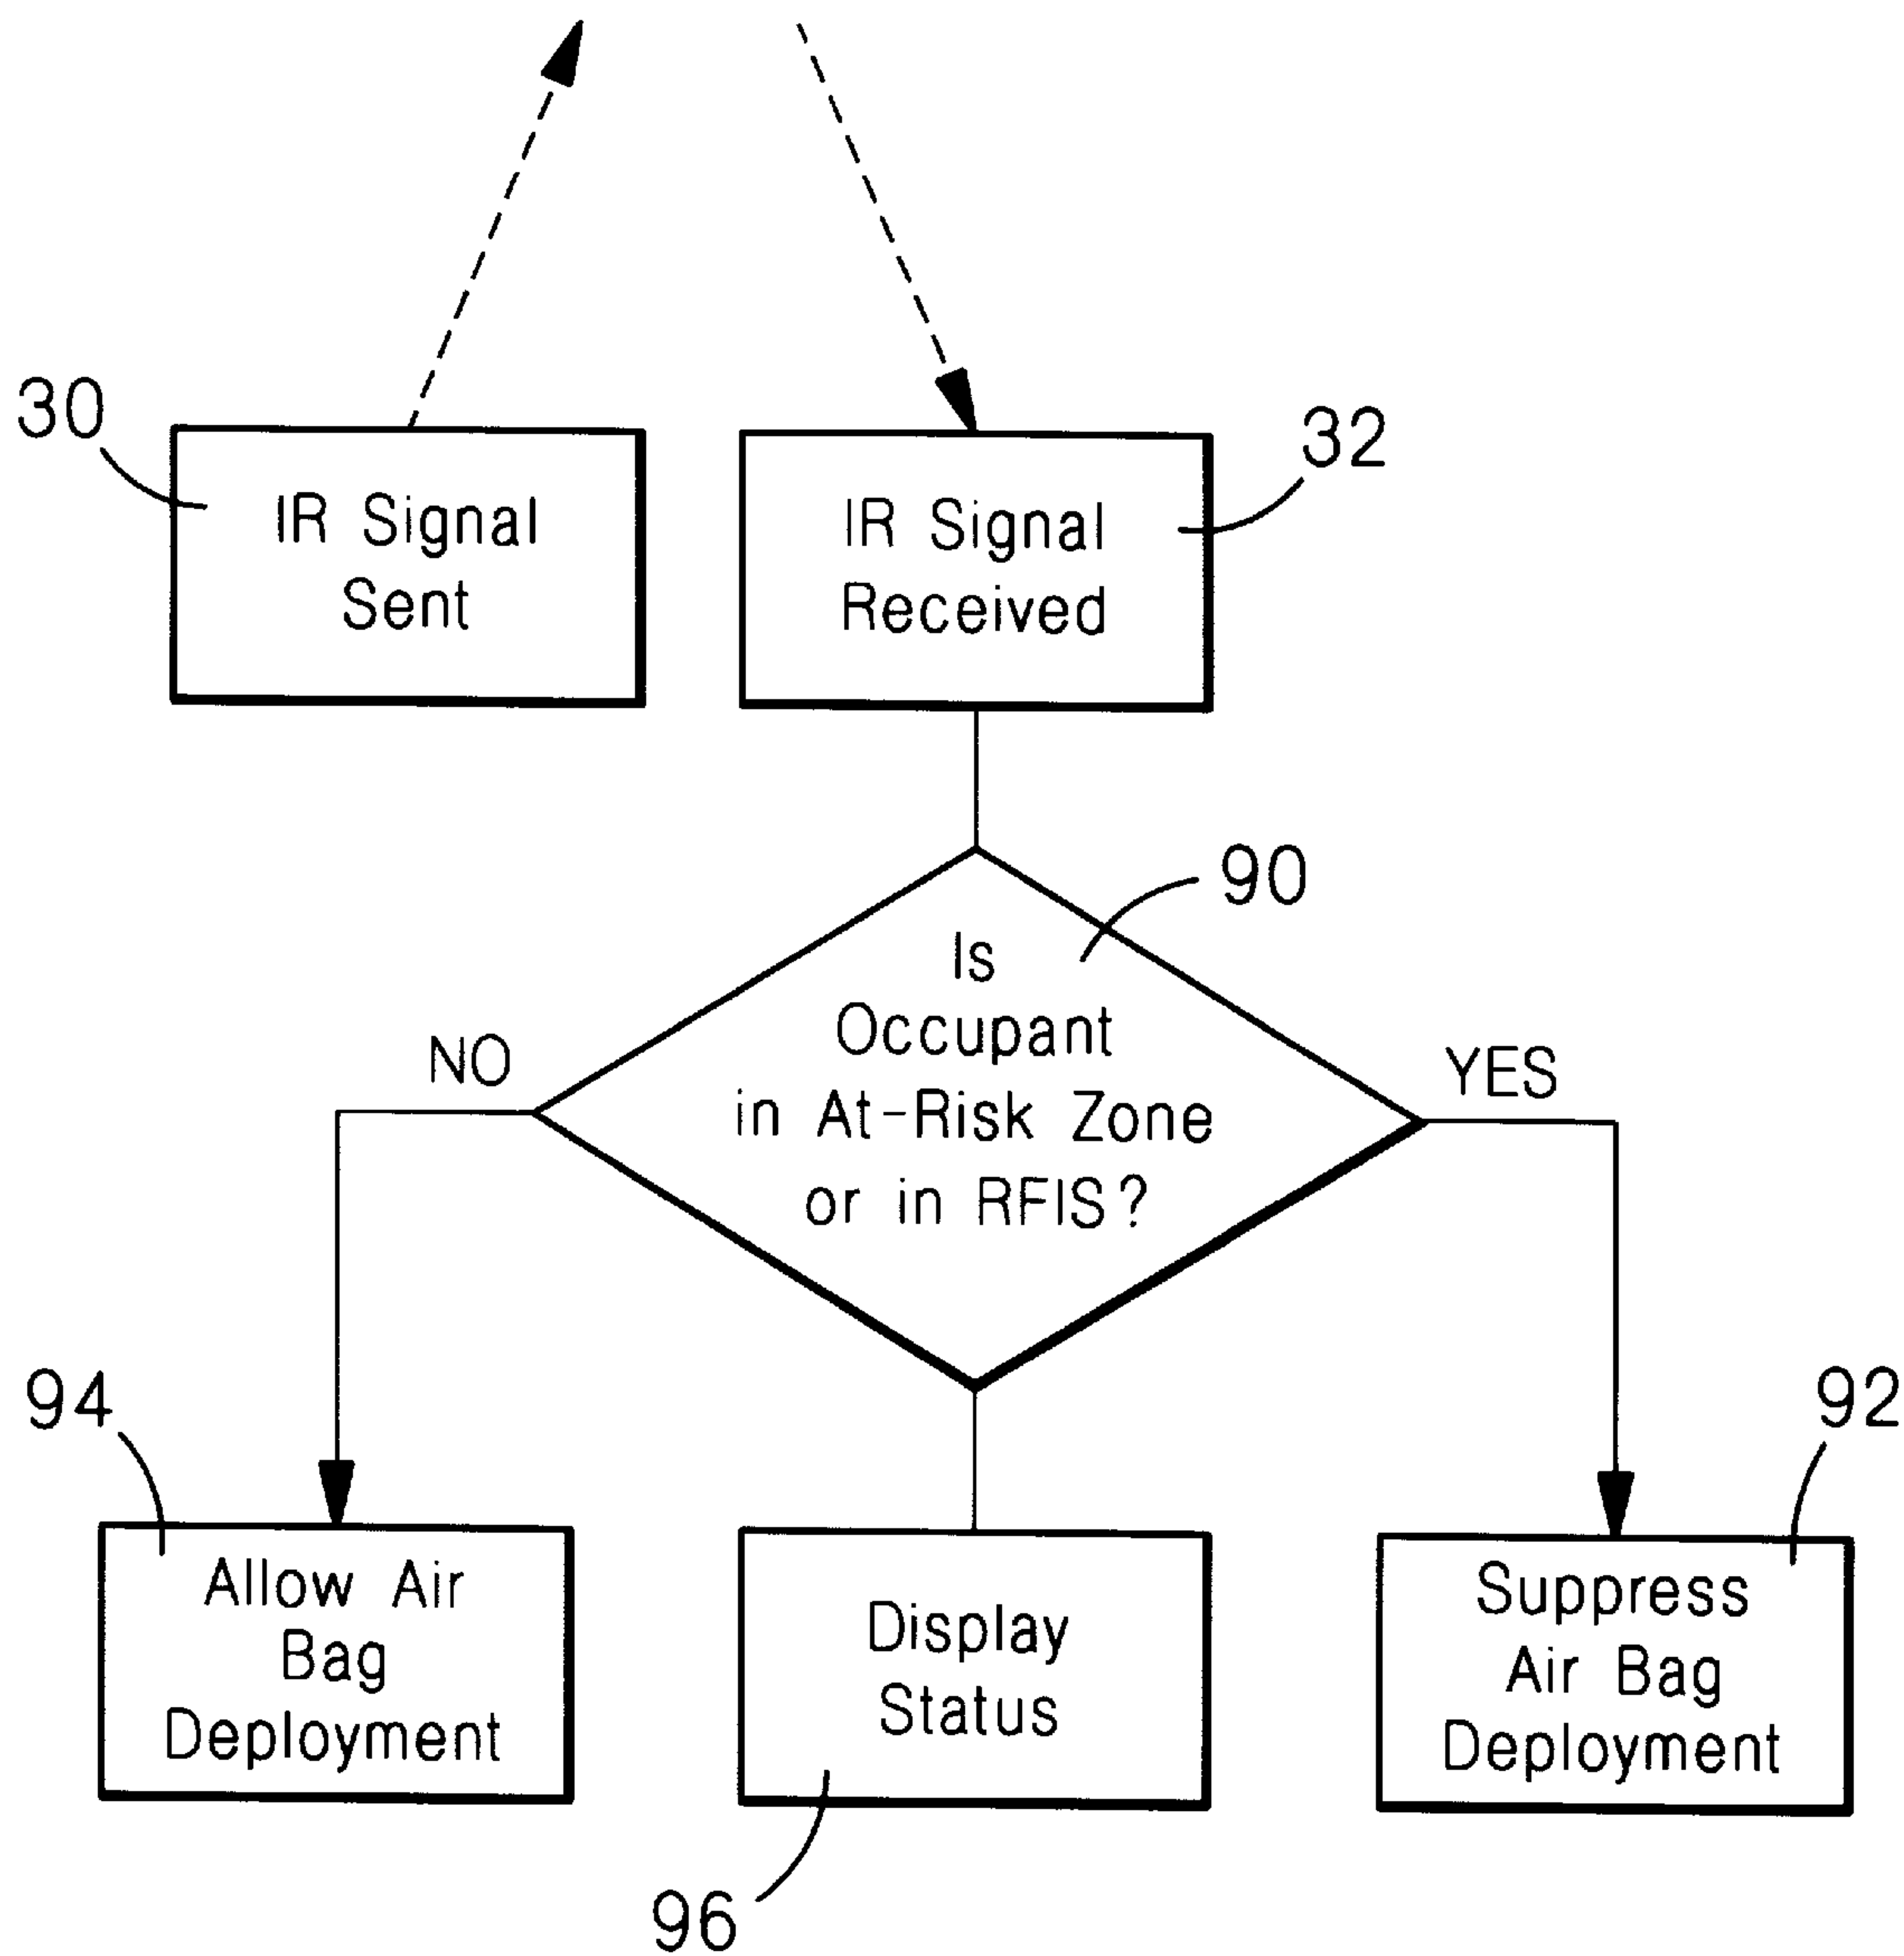 30
IR Signal
Sent
32
IR Signal
Received
90
Is
Occupant
in At-Risk Zone
or in RFIS?
NO
YES
94
Allow Air
Bag
Deployment
Display
Status
96
92
Suppress
Air Bag
Deployment